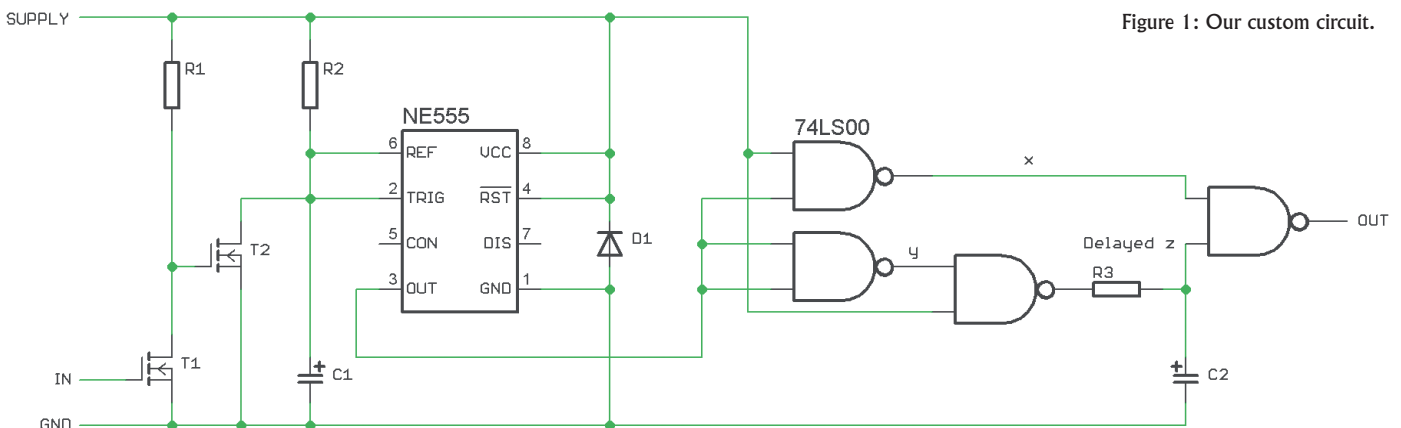 SUPPLY
Figure 1: Our custom circuit.
R1
R2
NE555
74LS00
6 REF VCC 8
2 TRIG RST 4
5 CON DIS 7
3 OUT GND 1
x
OUT
T2
D1
Delayed z
y
R3
T1
IN
C1
C2
GND